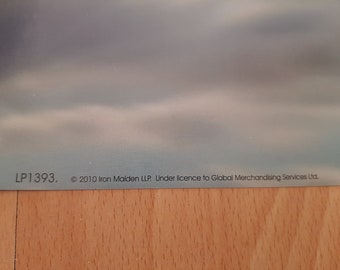 LP1393. © 2010 Iron Maiden LLP. Under licence to Global Merchandising Services Ltd.